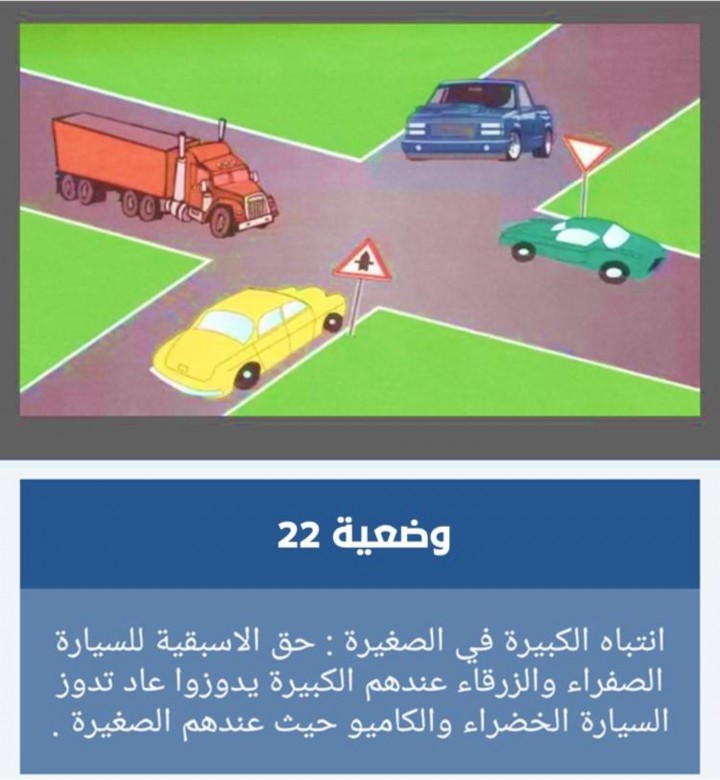 وضعية 22
انتباه الكبيرة في الصغيرة : حق الاسبقية للسيارة
الصفراء والزرقاء عندهم الكبيرة يدوزوا عاد تدوز
السيارة الخضراء والكاميو حيث عندهم الصغيرة .